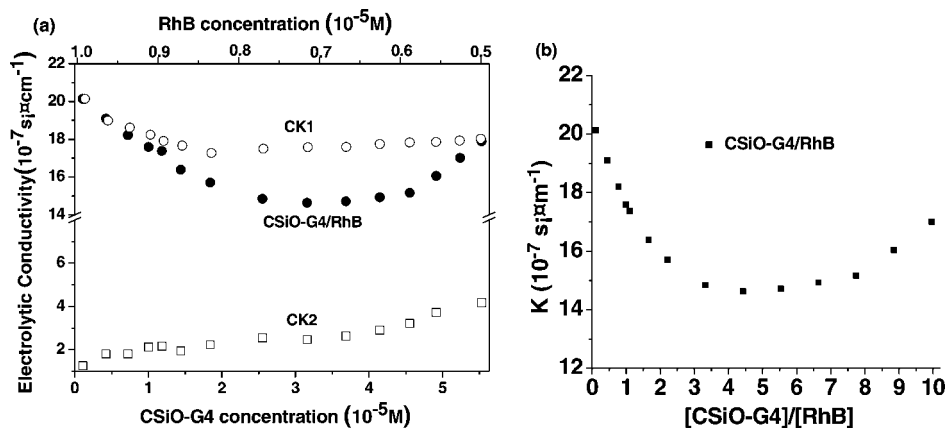 (a)
RhB concentration (10-5M)
1.0 0.9 0.8 0.7 0.6 0.5
Electrolytic Conductivity(10-7s¡¤cm-1)
22
20
18
16
14
8
6
4
2
CK1
CSiO-G4/RhB
CK2
0 1 2 3 4 5
CSiO-G4 concentration (10-5M)
(b)
K (10-7 s¡¤m-1)
22
20
18
16
14
12
CSiO-G4/RhB
0 1 2 3 4 5 6 7 8 9 10
[CSiO-G4]/[RhB]